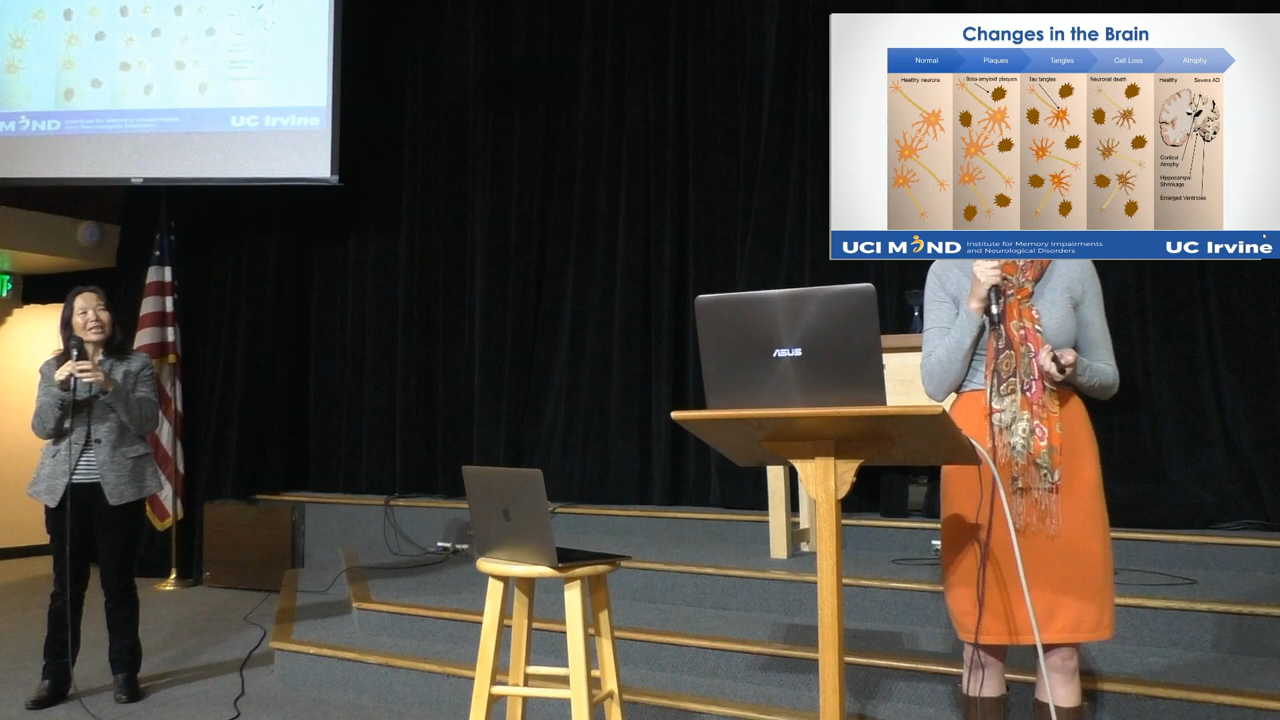 Changes in the Brain
Normal
Plaques
Tangles
Cell Loss
Atrophy
Healthy neurons
Beta-amyloid plaques
Tau tangles
Neuronal death
Healthy
Severe AD
Cortical
Atrophy
Hippocampal
Shrinkage
Enlarged Ventricles
UCI MIND
Institute for Memory Impairments
and Neurological Disorders
UC Irvine
MIND
Institute for Memory Impairments
and Neurological Disorders
UC Irvine
ASUS